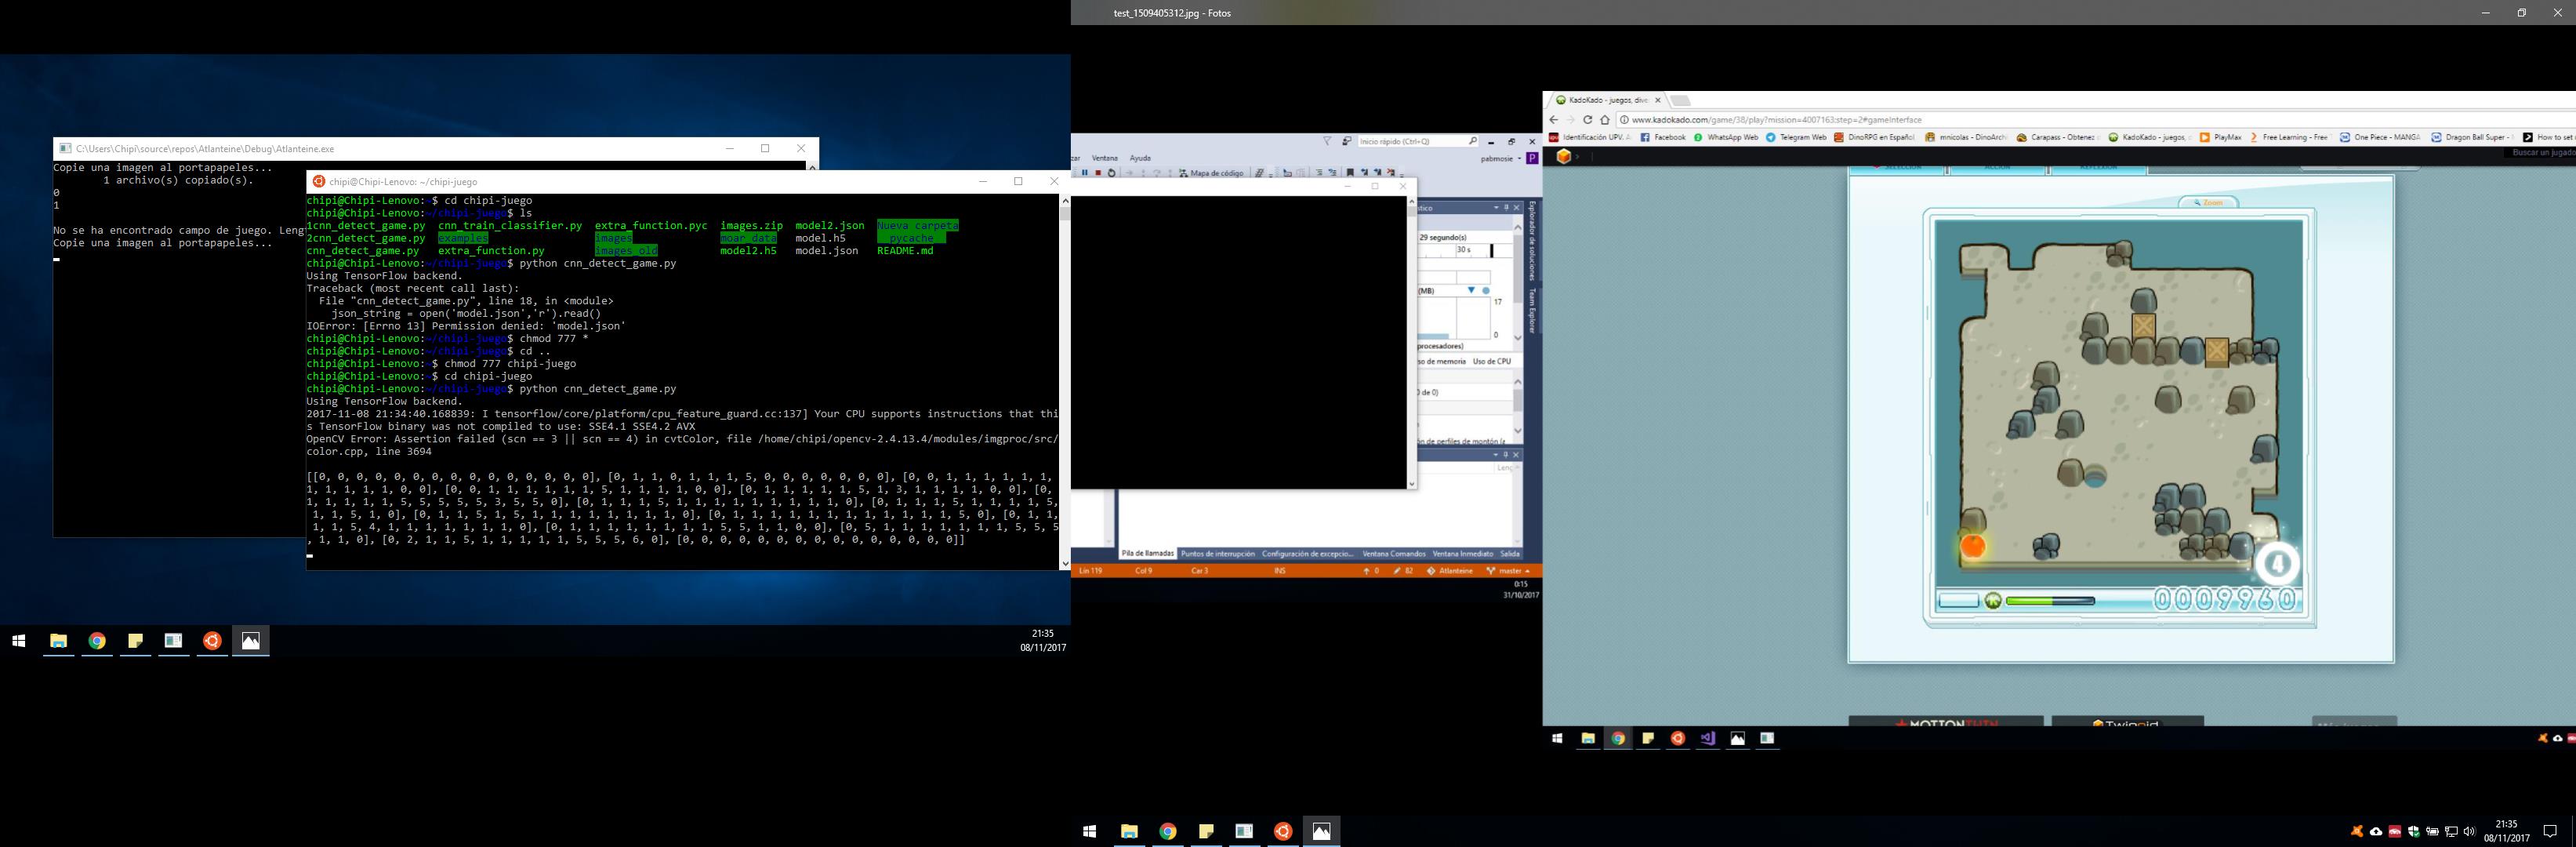 C:\Users\Chipi\source\repos\Atlanteine\Debug\Atlanteine.exe
Copie una imagen al portapapeles...
1 archivo(s) copiado(s).
0
1
No se ha encontrado campo de juego. Leng
Copie una imagen al portapapeles...
chipi@Chipi-Lenovo: ~/chipi-juego
chipi@Chipi-Lenovo:~$ cd chipi-juego
chipi@Chipi-Lenovo:~/chipi-juego$ ls
1cnn_detect_game.py cnn_train_classifier.py extra_function.pyc images.zip model2.json Nueva carpeta
2cnn_detect_game.py examples images moar_data model.h5 __pycache__
cnn_detect_game.py extra_function.py images_old model2.h5 model.json README.md
chipi@Chipi-Lenovo:~/chipi-juego$ python cnn_detect_game.py
Using TensorFlow backend.
Traceback (most recent call last):
File "cnn_detect_game.py", line 18, in <module>
json_string = open('model.json','r').read()
IOError: [Errno 13] Permission denied: 'model.json'
chipi@Chipi-Lenovo:~/chipi-juego$ chmod 777 *
chipi@Chipi-Lenovo:~/chipi-juego$ cd ..
chipi@Chipi-Lenovo:~$ chmod 777 chipi-juego
chipi@Chipi-Lenovo:~$ cd chipi-juego
chipi@Chipi-Lenovo:~/chipi-juego$ python cnn_detect_game.py
Using TensorFlow backend.
2017-11-08 21:34:40.168839: I tensorflow/core/platform/cpu_feature_guard.cc:137] Your CPU supports instructions that thi
s TensorFlow binary was not compiled to use: SSE4.1 SSE4.2 AVX
OpenCV Error: Assertion failed (scn == 3 || scn == 4) in cvtColor, file /home/chipi/opencv-2.4.13.4/modules/imgproc/src/
color.cpp, line 3694
[[0, 0, 0, 0, 0, 0, 0, 0, 0, 0, 0, 0, 0, 0, 0], [0, 1, 1, 0, 1, 1, 1, 5, 0, 0, 0, 0, 0, 0, 0], [0, 0, 1, 1, 1, 1, 1, 1,
1, 1, 1, 1, 1, 0, 0], [0, 0, 1, 1, 1, 1, 1, 1, 5, 1, 1, 1, 1, 0, 0], [0, 1, 1, 1, 1, 1, 5, 1, 3, 1, 1, 1, 1, 0, 0], [0,
1, 1, 1, 1, 1, 5, 5, 5, 5, 5, 3, 5, 5, 0], [0, 1, 1, 1, 5, 1, 1, 1, 1, 1, 1, 1, 1, 1, 0], [0, 1, 1, 1, 5, 1, 1, 1, 1, 5,
1, 1, 5, 1, 0], [0, 1, 1, 5, 1, 5, 1, 1, 1, 1, 1, 1, 1, 1, 0], [0, 1, 1, 1, 1, 1, 1, 1, 1, 1, 1, 1, 1, 5, 0], [0, 1, 1,
1, 1, 5, 4, 1, 1, 1, 1, 1, 1, 1, 0], [0, 1, 1, 1, 1, 1, 1, 1, 1, 5, 5, 1, 1, 0, 0], [0, 5, 1, 1, 1, 1, 1, 1, 1, 5, 5, 5
, 1, 1, 0], [0, 2, 1, 1, 5, 1, 1, 1, 1, 1, 5, 5, 5, 6, 0], [0, 0, 0, 0, 0, 0, 0, 0, 0, 0, 0, 0, 0, 0, 0]]
21:35
08/11/2017
test_1509405312.jpg - Fotos
Inicio rápido (Ctrl+Q)
zar Ventana Ayuda
pabmosie P
Mapa de código
Explorador de soluciones
Team Explorer
29 segundo(s)
30 s
(MB)
17
0
procesadores)
so de memoria Uso de CPU
0 de 0)
Pila de llamadas Puntos de interrupción Configuración de excepcio... Ventana Comandos Ventana Inmediato Salida
Lín 119 Col 9 Car 3 INS 0 82 Atlanteine master
0:15
31/10/2017
KadoKado - juegos, dive
www.kadokado.com/game/38/play?mission=4007163;step=2#gameInterface
Identificación UPV. A Facebook WhatsApp Web Telegram Web DinoRPG en Español mnicolas - DinoArch Carapass - Obtenez KadoKado - juegos, PlayMax Free Learning - Free One Piece - MANGA Dragon Ball Super - How to set
Buscar un jugado
Zoom
4
0009960
MOTIONTWIN
Twinoid
21:35
08/11/2017